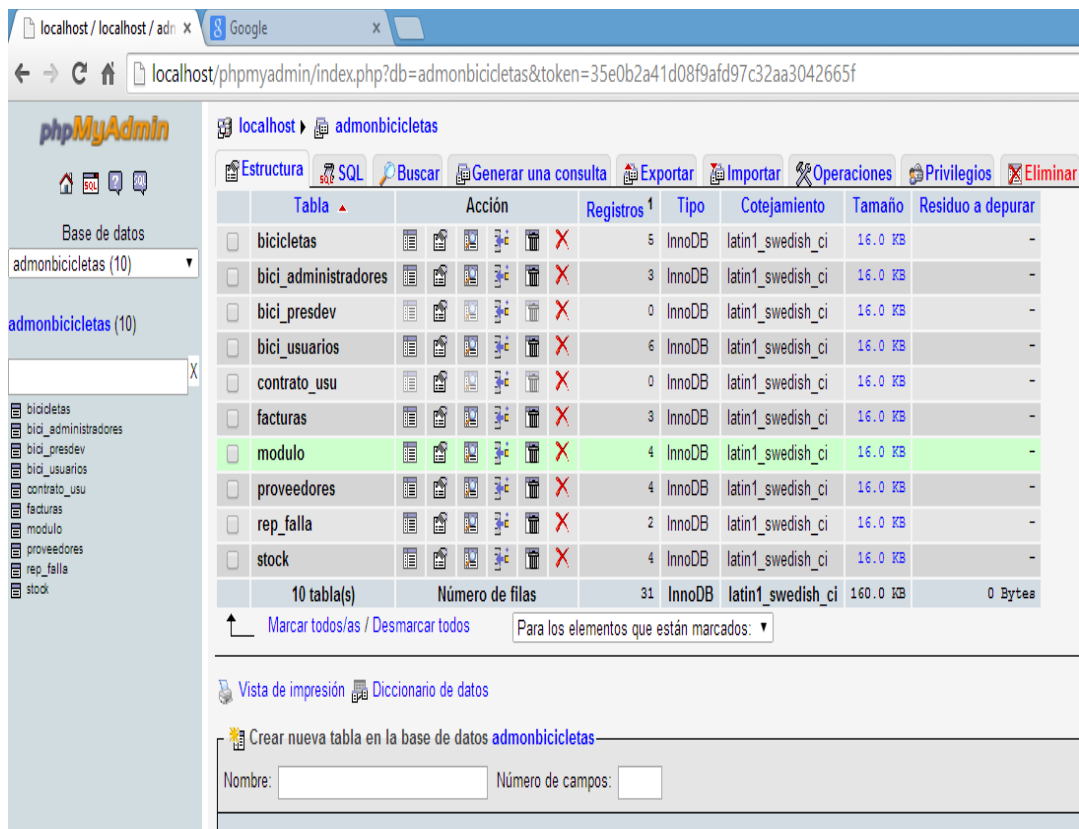 localhost / localhost / adn x Google x
localhost/phpmyadmin/index.php?db=admonbicicletas&token=35e0b2a41d08f9afd97c32aa3042665f
phpMyAdmin
SQL ? SQL
Base de datos
admonbicicletas (10)
admonbicicletas (10)
X
bicicletas
bici_administradores
bici_presdev
bici_usuarios
contrato_usu
facturas
modulo
proveedores
rep_falla
stock
localhost admonbicicletas
Estructura SQL Buscar Generar una consulta Exportar Importar Operaciones Privilegios Eliminar
Tabla Acción Registros 1 Tipo Cotejamiento Tamaño Residuo a depurar
bicicletas 5 InnoDB latin1_swedish_ci 16.0 KB -
bici_administradores 3 InnoDB latin1_swedish_ci 16.0 KB -
bici_presdev 0 InnoDB latin1_swedish_ci 16.0 KB -
bici_usuarios 6 InnoDB latin1_swedish_ci 16.0 KB -
contrato_usu 0 InnoDB latin1_swedish_ci 16.0 KB -
facturas 3 InnoDB latin1_swedish_ci 16.0 KB -
modulo 4 InnoDB latin1_swedish_ci 16.0 KB -
proveedores 4 InnoDB latin1_swedish_ci 16.0 KB -
rep_falla 2 InnoDB latin1_swedish_ci 16.0 KB -
stock 4 InnoDB latin1_swedish_ci 16.0 KB -
10 tabla(s) Número de filas 31 InnoDB latin1_swedish_ci 160.0 KB 0 Bytes
Marcar todos/as / Desmarcar todos Para los elementos que están marcados:
Vista de impresión Diccionario de datos
Crear nueva tabla en la base de datos admonbicicletas
Nombre: Número de campos: